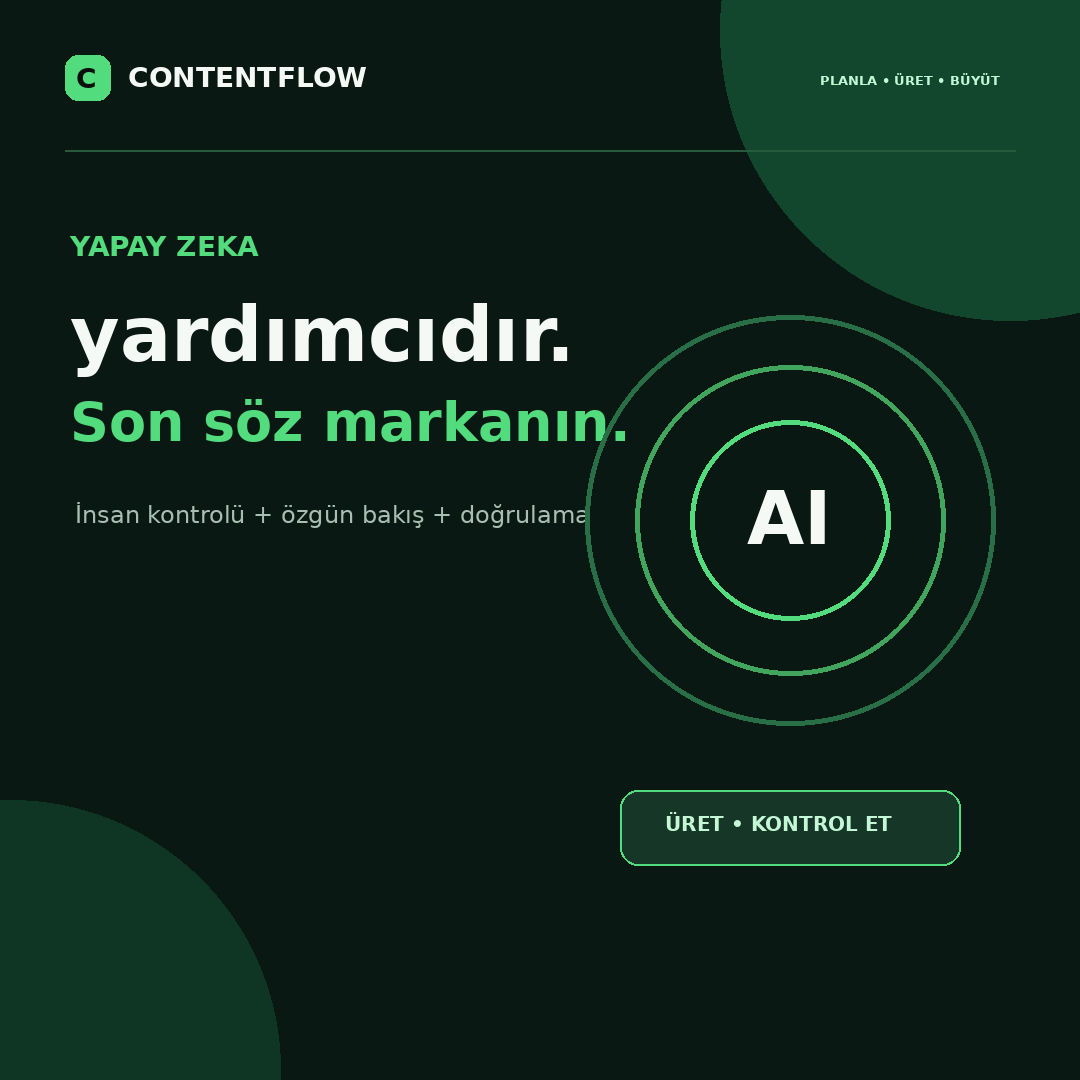 C CONTENTFLOW
PLANLA • ÜRET • BÜYÜT
YAPAY ZEKA
yardımcıdır.
Son söz markanın.
İnsan kontrolü + özgün bakış + doğrulama
AI
ÜRET • KONTROL ET